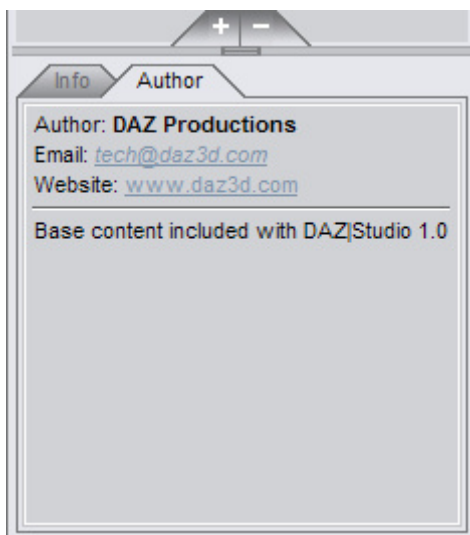 + −
Info Author
Author: DAZ Productions
Email: tech@daz3d.com
Website: www.daz3d.com
Base content included with DAZ|Studio 1.0